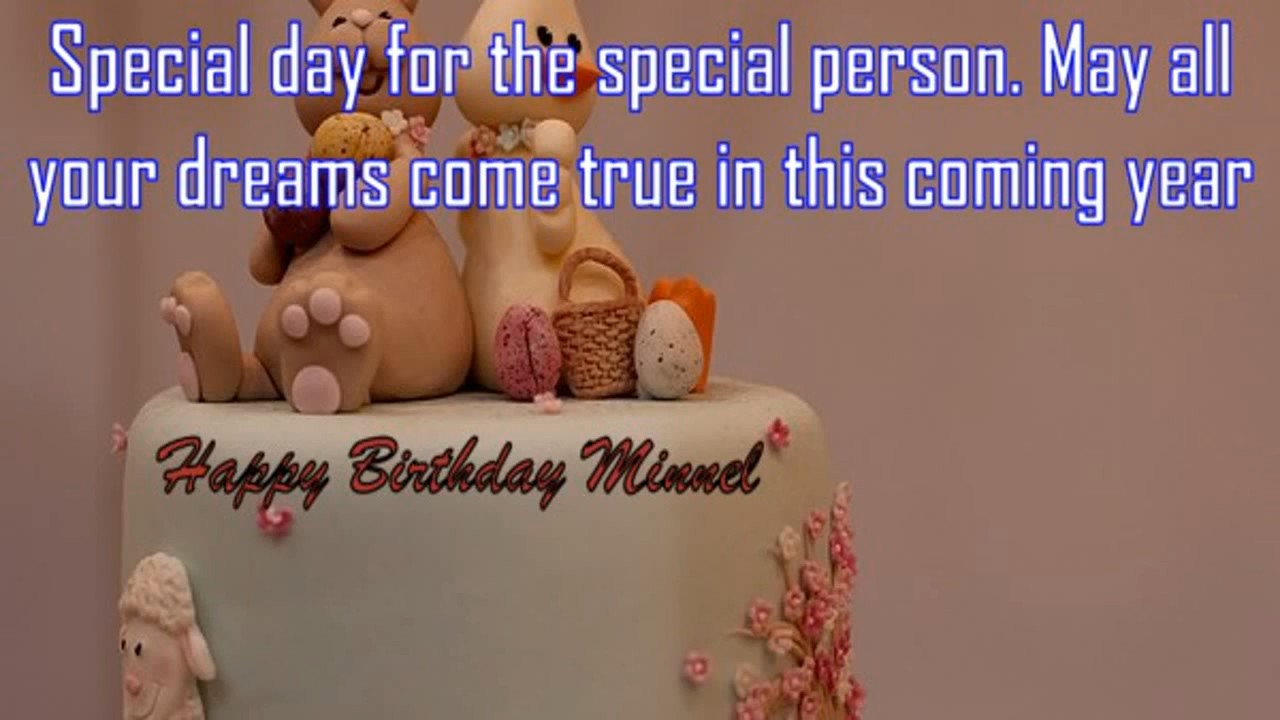 Special day for the special person. May all
your dreams come true in this coming year
Happy Birthday Minnel